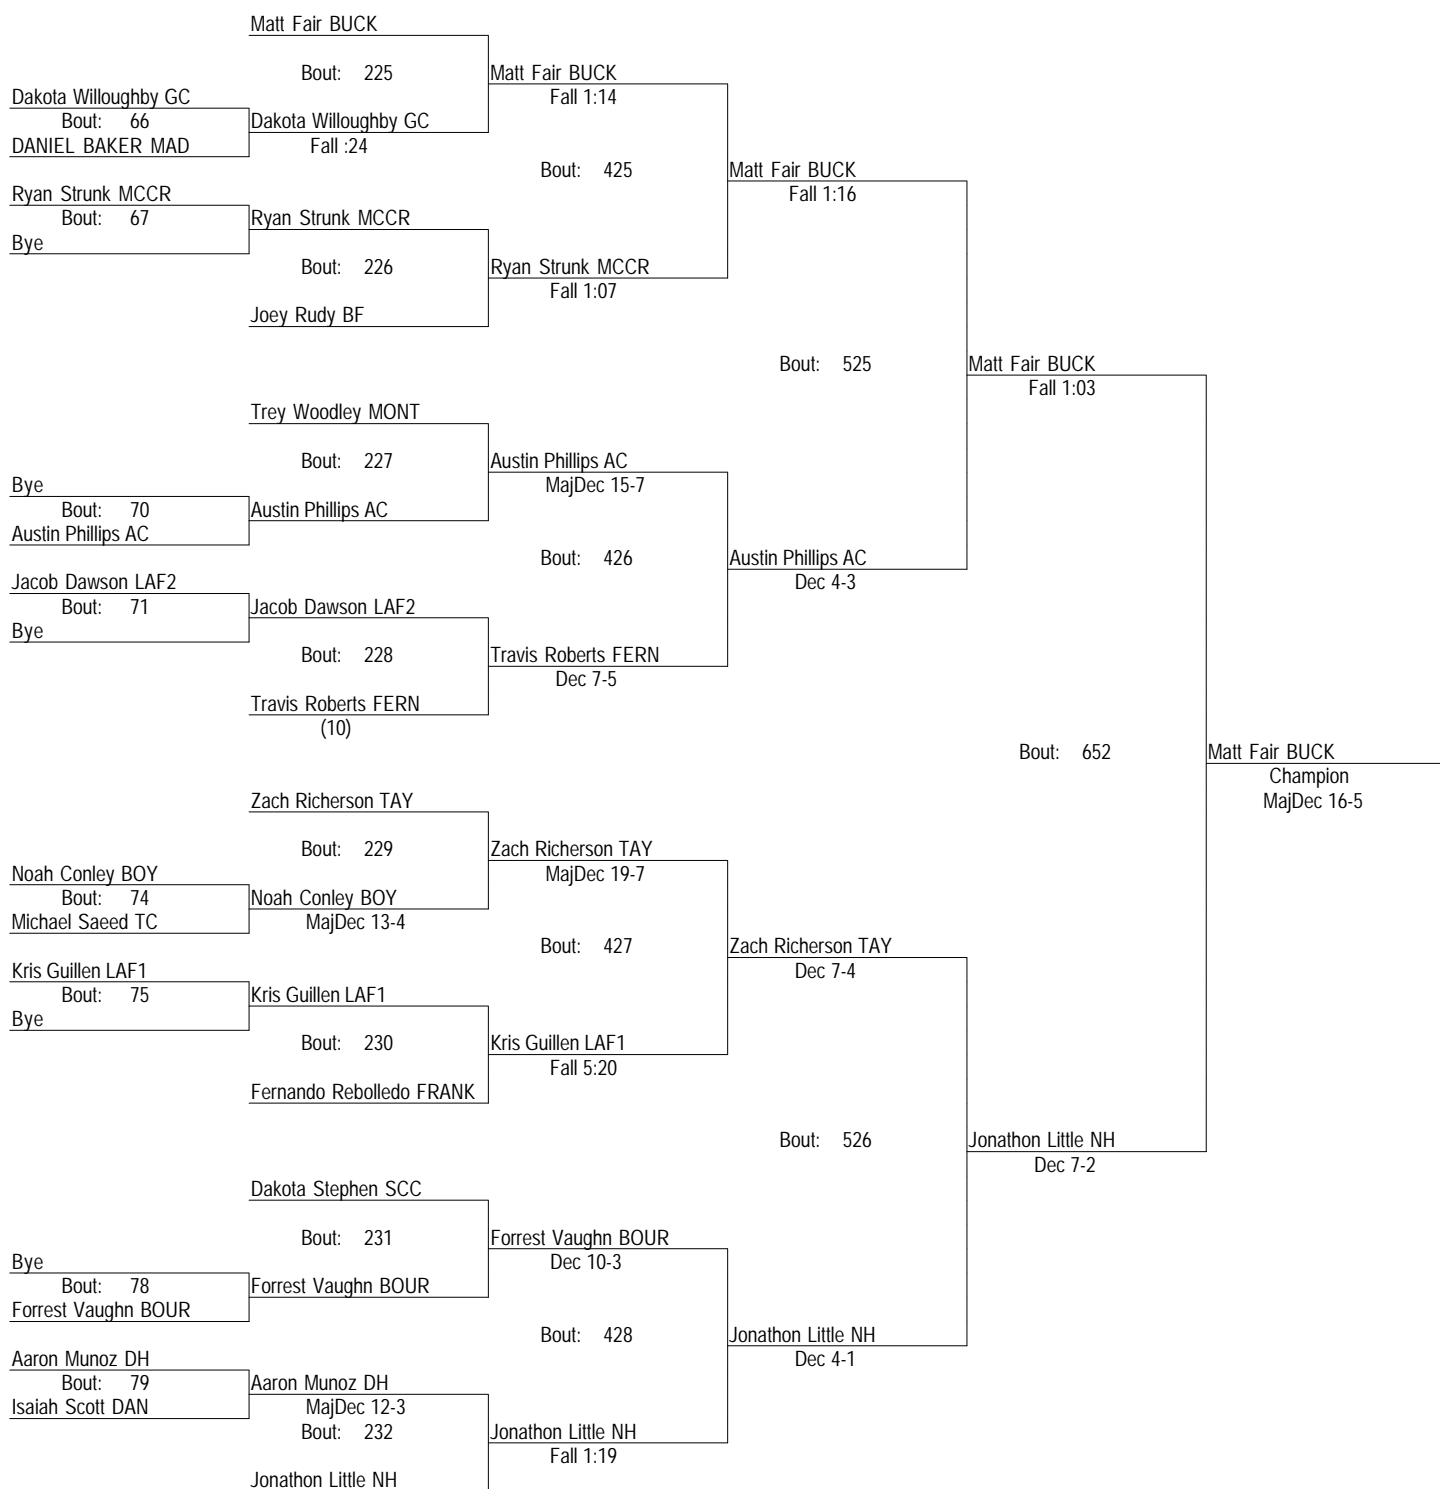 Matt Fair BUCK
Bout: 225
Matt Fair BUCK
Dakota Willoughby GC
Fall 1:14
Bout: 66
Dakota Willoughby GC
DANIEL BAKER MAD
Fall :24
Bout: 425
Matt Fair BUCK
Ryan Strunk MCCR
Fall 1:16
Bout: 67
Ryan Strunk MCCR
Bye
Bout: 226
Ryan Strunk MCCR
Fall 1:07
Joey Rudy BF
Bout: 525
Matt Fair BUCK
Fall 1:03
Trey Woodley MONT
Bout: 227
Austin Phillips AC
Bye
MajDec 15-7
Bout: 70
Austin Phillips AC
Austin Phillips AC
Bout: 426
Austin Phillips AC
Jacob Dawson LAF2
Dec 4-3
Bout: 71
Jacob Dawson LAF2
Bye
Bout: 228
Travis Roberts FERN
Dec 7-5
Travis Roberts FERN
(10)
Bout: 652
Matt Fair BUCK
Champion
MajDec 16-5
Zach Richerson TAY
Bout: 229
Zach Richerson TAY
Noah Conley BOY
MajDec 19-7
Bout: 74
Noah Conley BOY
Michael Saeed TC
MajDec 13-4
Bout: 427
Zach Richerson TAY
Kris Guillen LAF1
Dec 7-4
Bout: 75
Kris Guillen LAF1
Bye
Bout: 230
Kris Guillen LAF1
Fall 5:20
Fernando Rebolledo FRANK
Bout: 526
Jonathon Little NH
Dec 7-2
Dakota Stephen SCC
Bout: 231
Forrest Vaughn BOUR
Bye
Dec 10-3
Bout: 78
Forrest Vaughn BOUR
Forrest Vaughn BOUR
Bout: 428
Jonathon Little NH
Aaron Munoz DH
Dec 4-1
Bout: 79
Aaron Munoz DH
Isaiah Scott DAN
MajDec 12-3
Bout: 232
Jonathon Little NH
Fall 1:19
Jonathon Little NH